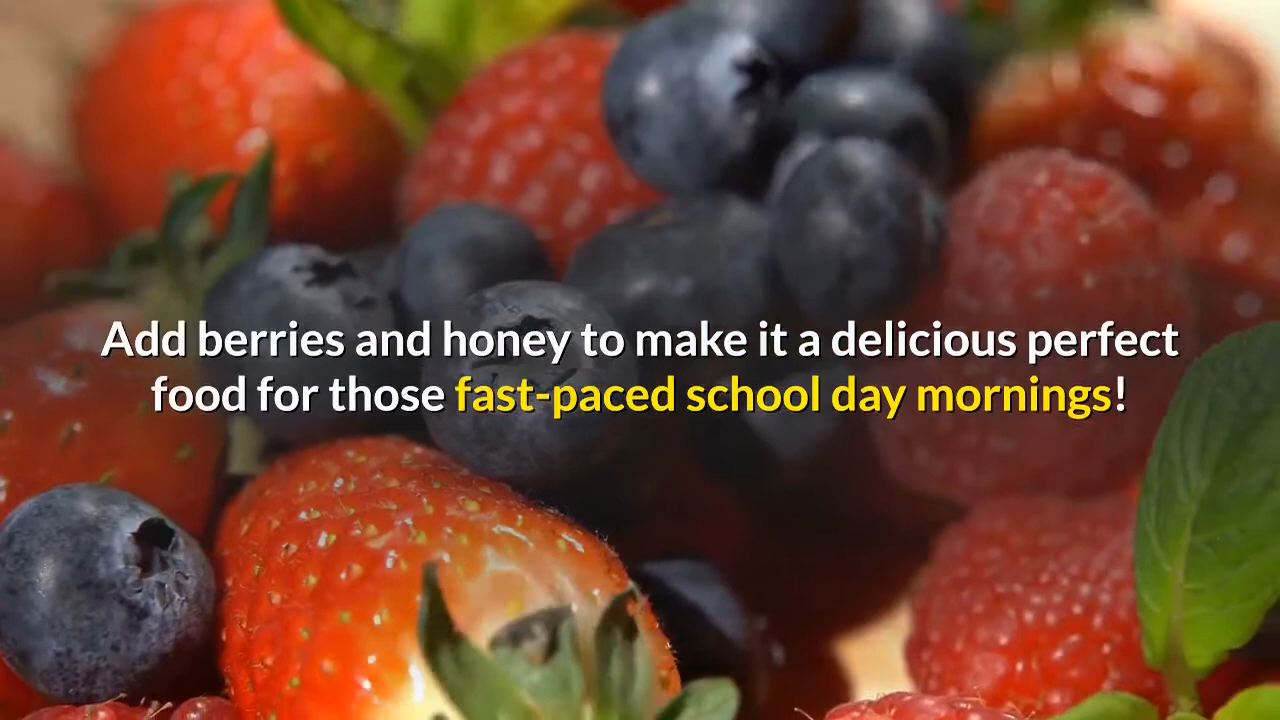 Add berries and honey to make it a delicious perfect
food for those fast-paced school day mornings!